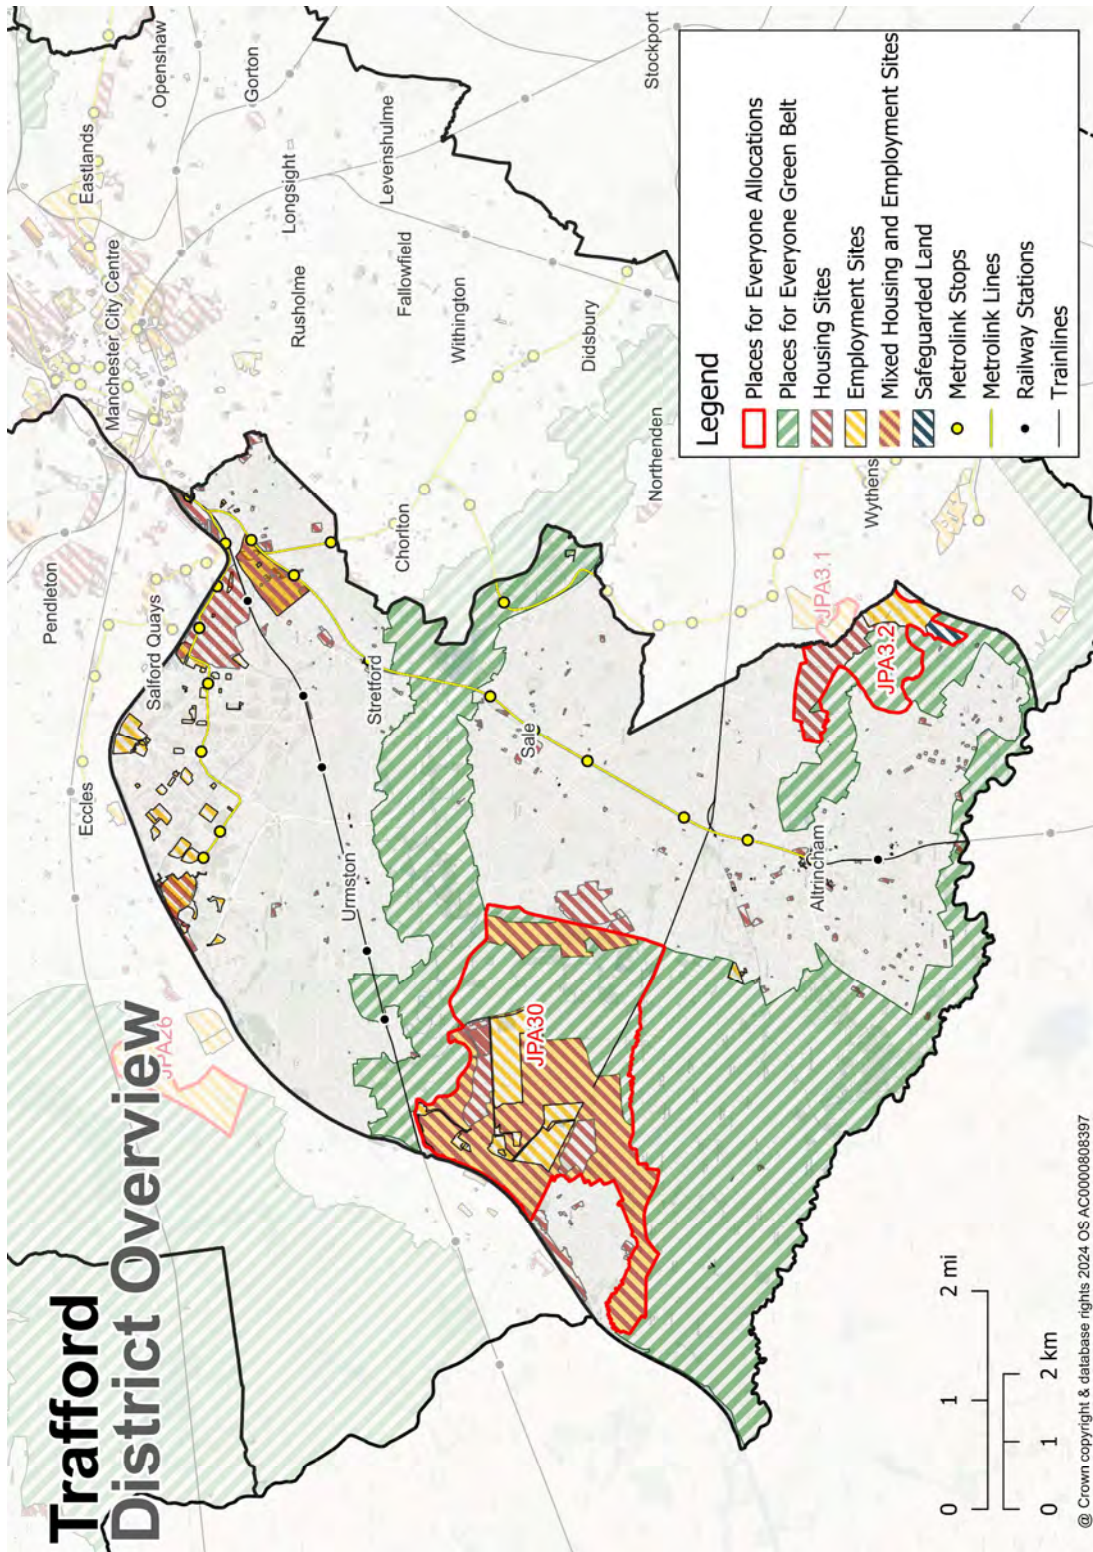 Trafford
District Overview
Openshaw
Gorton
Stockport
Eastlands
Longsight
Levenshulme
Manchester City Centre
Rusholme
Fallowfield
Withington
Didsbury
Northenden
Wythens
Pendleton
Salford Quays
Chorlton
Eccles
Stretford
Sale
Urmston
Altrincham
JPA3.1
JPA3.2
JPA26
JPA30
Legend
Places for Everyone Allocations
Places for Everyone Green Belt
Housing Sites
Employment Sites
Mixed Housing and Employment Sites
Safeguarded Land
Metrolink Stops
Metrolink Lines
Railway Stations
Trainlines
0 1 2 mi
0 1 2 km
@ Crown copyright & database rights 2024 OS AC0000808397